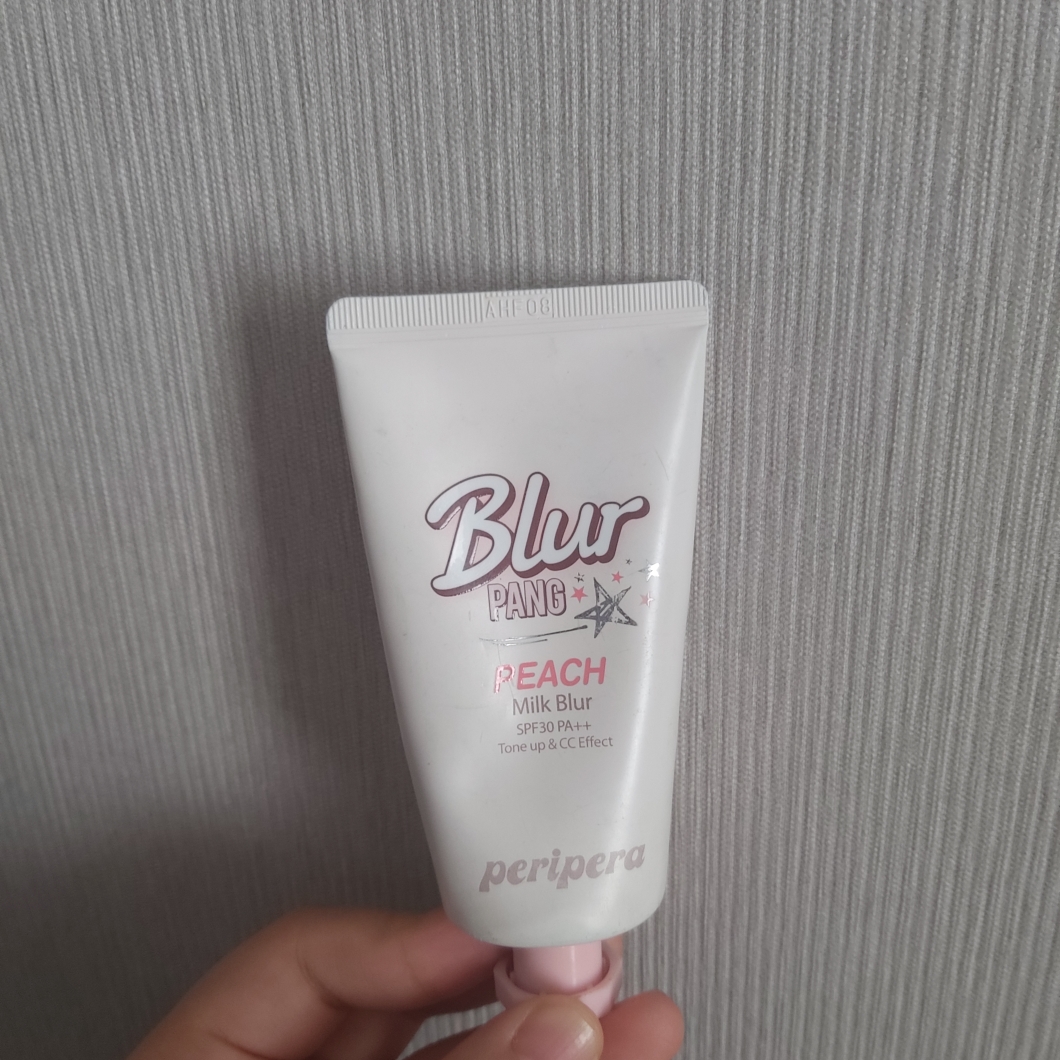 Blur
PANG
PEACH
Milk Blur
SPF30 PA++
Tone up & CC Effect
peripera